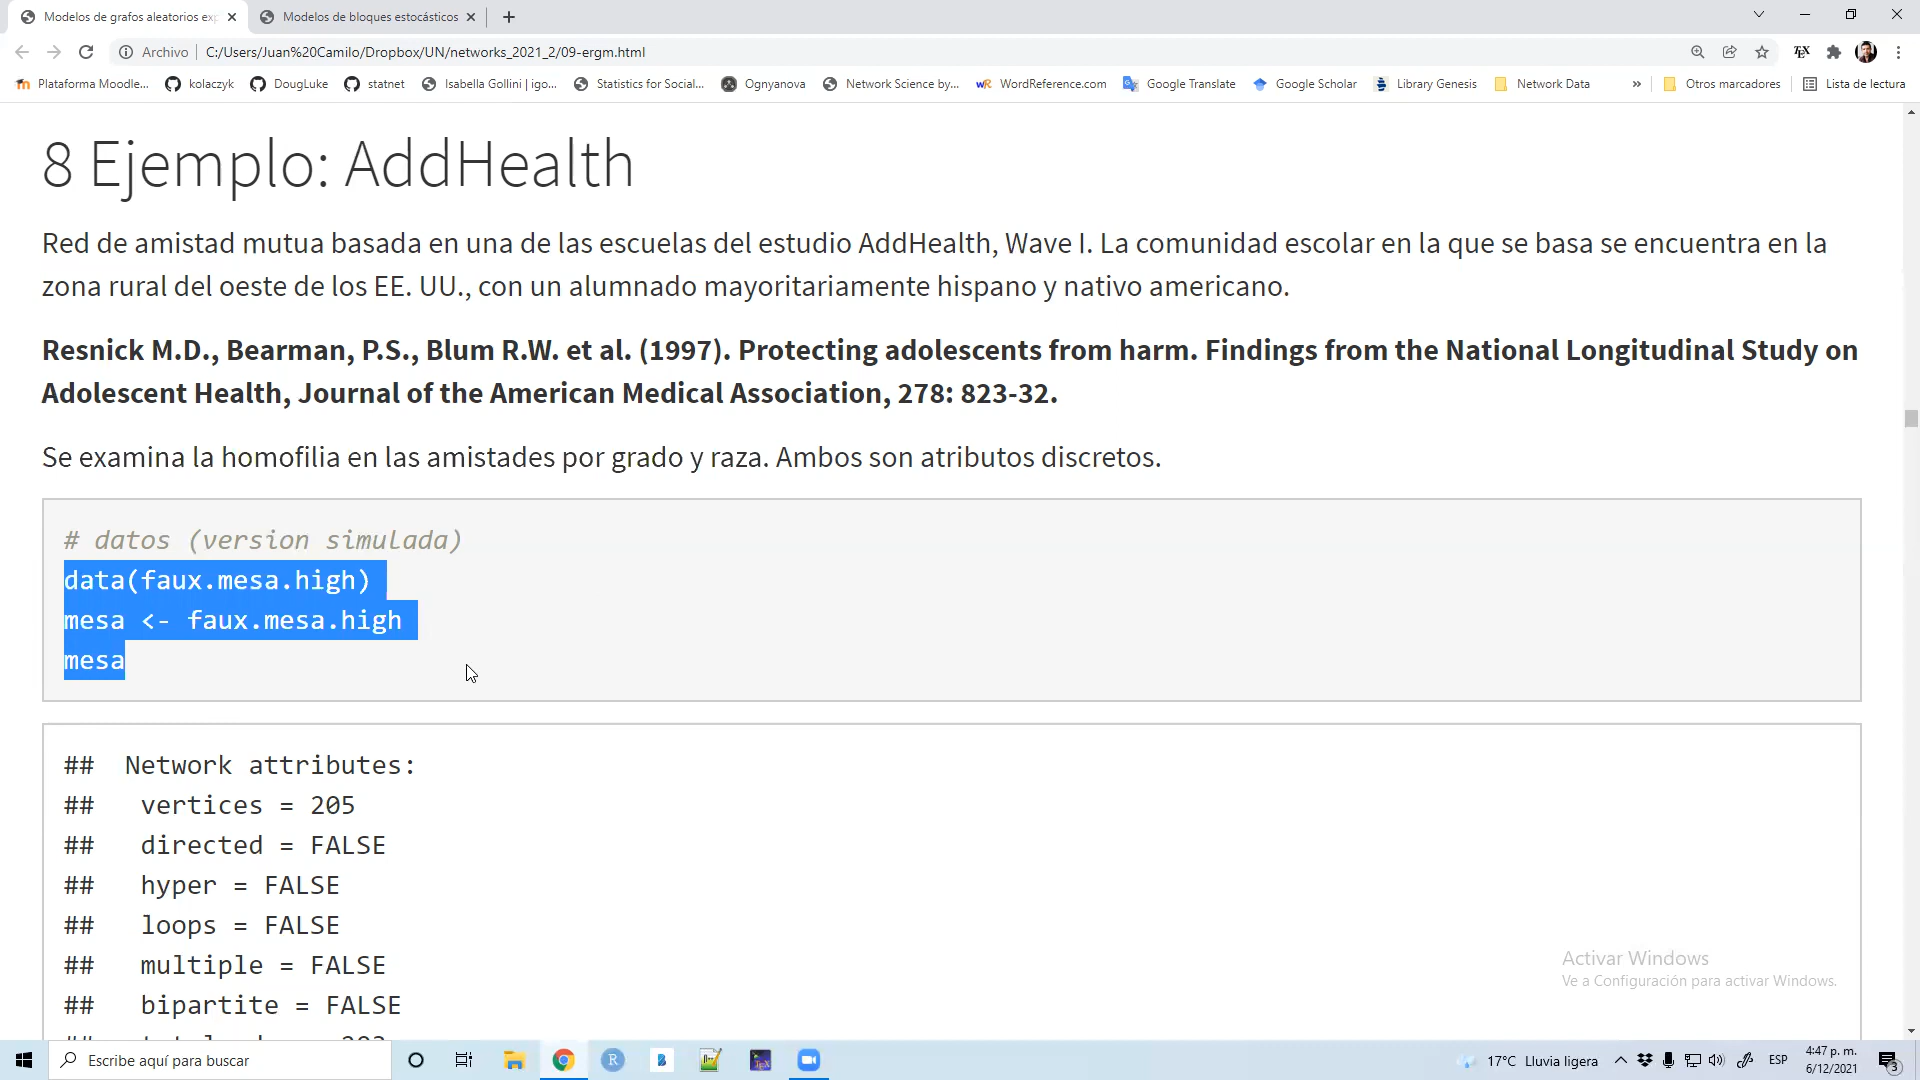 Modelos de grafos aleatorios exp
Modelos de bloques estocásticos
Archivo
C:/Users/Juan%20Camilo/Dropbox/UN/networks_2021_2/09-ergm.html
Plataforma Moodle...
kolaczyk
DougLuke
statnet
Isabella Gollini | igo...
Statistics for Social...
Ognyanova
Network Science by...
WordReference.com
Google Translate
Google Scholar
Library Genesis
Network Data
»
Otros marcadores
Lista de lectura
8 Ejemplo: AddHealth
Red de amistad mutua basada en una de las escuelas del estudio AddHealth, Wave I. La comunidad escolar en la que se basa se encuentra en la
zona rural del oeste de los EE. UU., con un alumnado mayoritariamente hispano y nativo americano.
Resnick M.D., Bearman, P.S., Blum R.W. et al. (1997). Protecting adolescents from harm. Findings from the National Longitudinal Study on
Adolescent Health, Journal of the American Medical Association, 278: 823-32.
Se examina la homofilia en las amistades por grado y raza. Ambos son atributos discretos.
# datos (version simulada)
data(faux.mesa.high)
mesa <- faux.mesa.high
mesa
##  Network attributes:
##   vertices = 205
##   directed = FALSE
##   hyper = FALSE
##   loops = FALSE
##   multiple = FALSE
##   bipartite = FALSE
Activar Windows
Ve a Configuración para activar Windows.
Escribe aquí para buscar
17°C Lluvia ligera
ESP
4:47 p. m.
6/12/2021
3